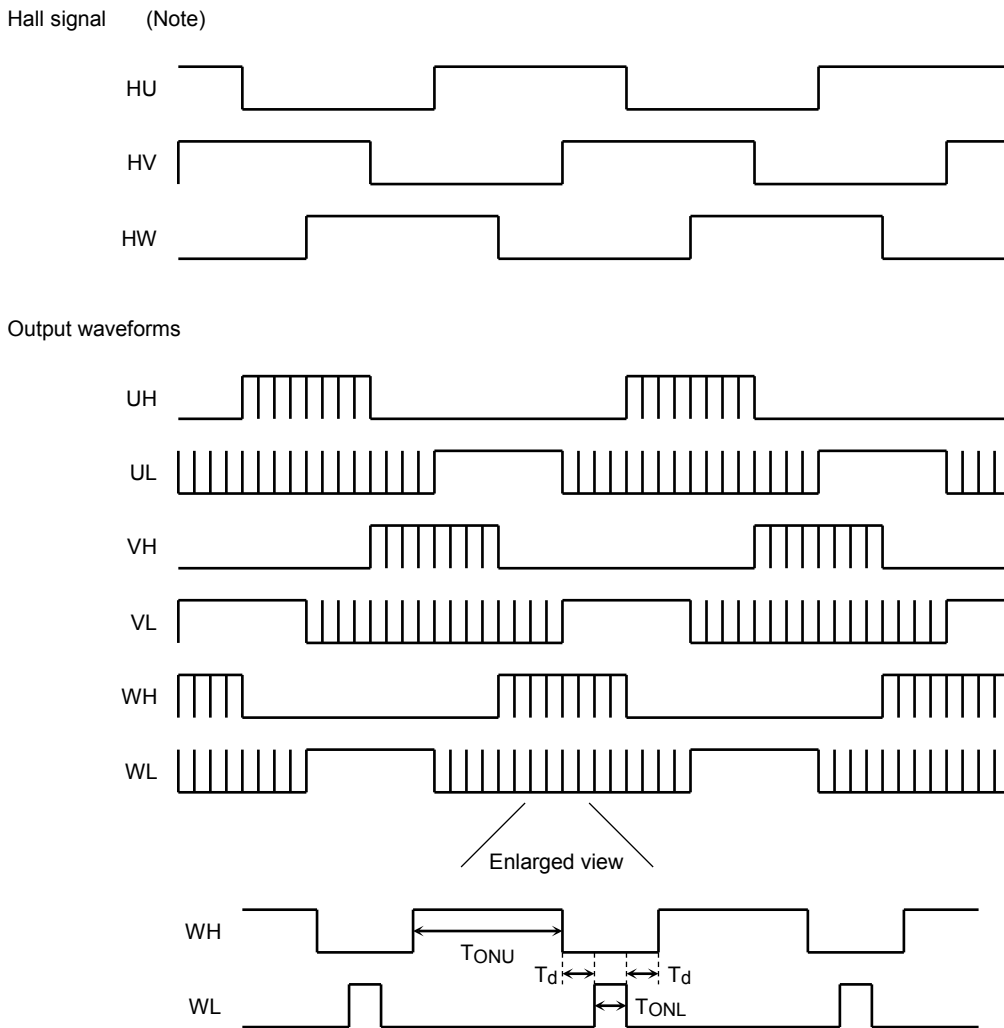 Hall signal (Note)
HU
HV
HW
Output waveforms
UH
UL
VH
VL
WH
WL
Enlarged view
WH
TONU
Td Td
WL
TONL